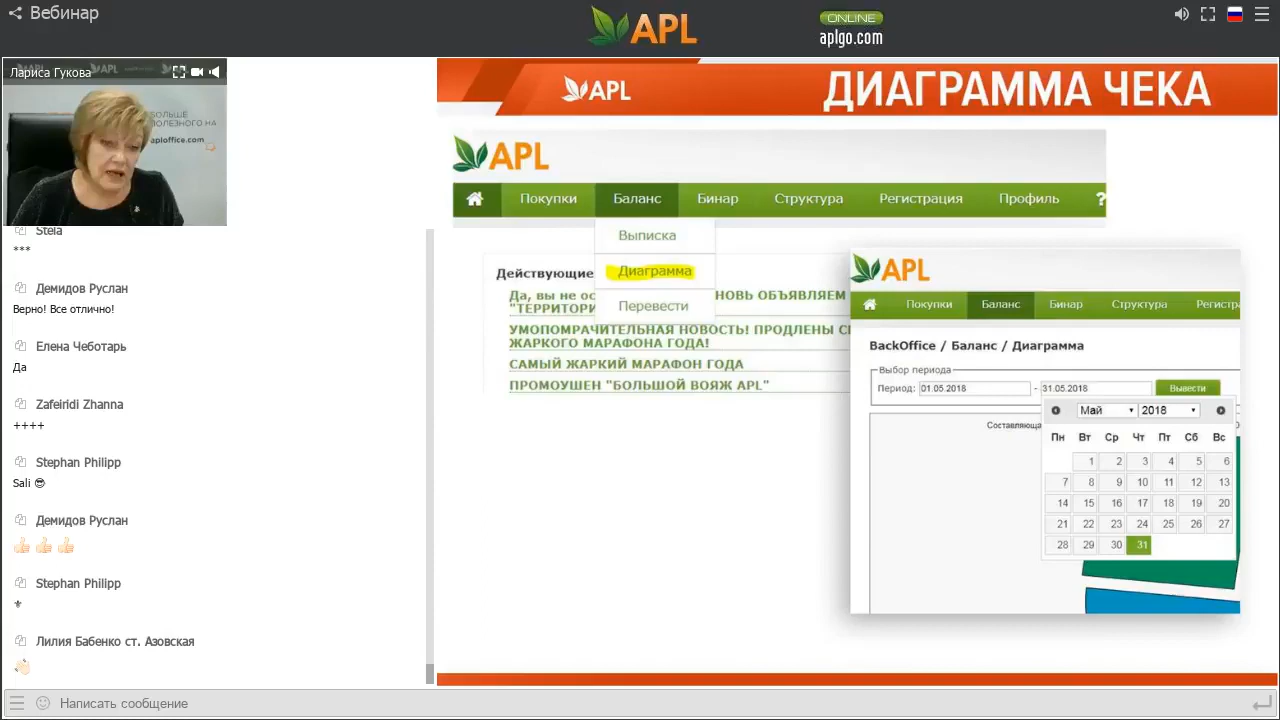 Вебинар
APL
ONLINE
aplgo.com
Лариса Гукова
БОЛЬШЕ
ПОЛЕЗНОГО НА
aploffice.com
Stela
***
Демидов Руслан
Верно! Все отлично!
Елена Чеботарь
Да
Zafeiridi Zhanna
++++
Stephan Philipp
Sali 😎
Демидов Руслан
👍 👍 👍
Stephan Philipp
⚜
Лилия Бабенко ст. Азовская
👏
Написать сообщение
APL
ДИАГРАММА ЧЕКА
APL
Покупки Баланс Бинар Структура Регистрация Профиль ?
Выписка
Диаграмма
Перевести
Действующие
Да, вы не ос НОВЬ ОБЪЯВЛЯЕМ
"ТЕРРИТОРИ
УМОПОМРАЧИТЕЛЬНАЯ НОВОСТЬ! ПРОДЛЕНЫ С
ЖАРКОГО МАРАФОНА ГОДА!
САМЫЙ ЖАРКИЙ МАРАФОН ГОДА
ПРОМОУШЕН "БОЛЬШОЙ ВОЯЖ APL"
APL
Покупки Баланс Бинар Структура Регистра
BackOffice / Баланс / Диаграмма
Выбор периода
Период: 01.05.2018 - 31.05.2018 Вывести
Составляюща
Май 2018
Пн Вт Ср Чт Пт Сб Вс
1 2 3 4 5 6
7 8 9 10 11 12 13
14 15 16 17 18 19 20
21 22 23 24 25 26 27
28 29 30 31